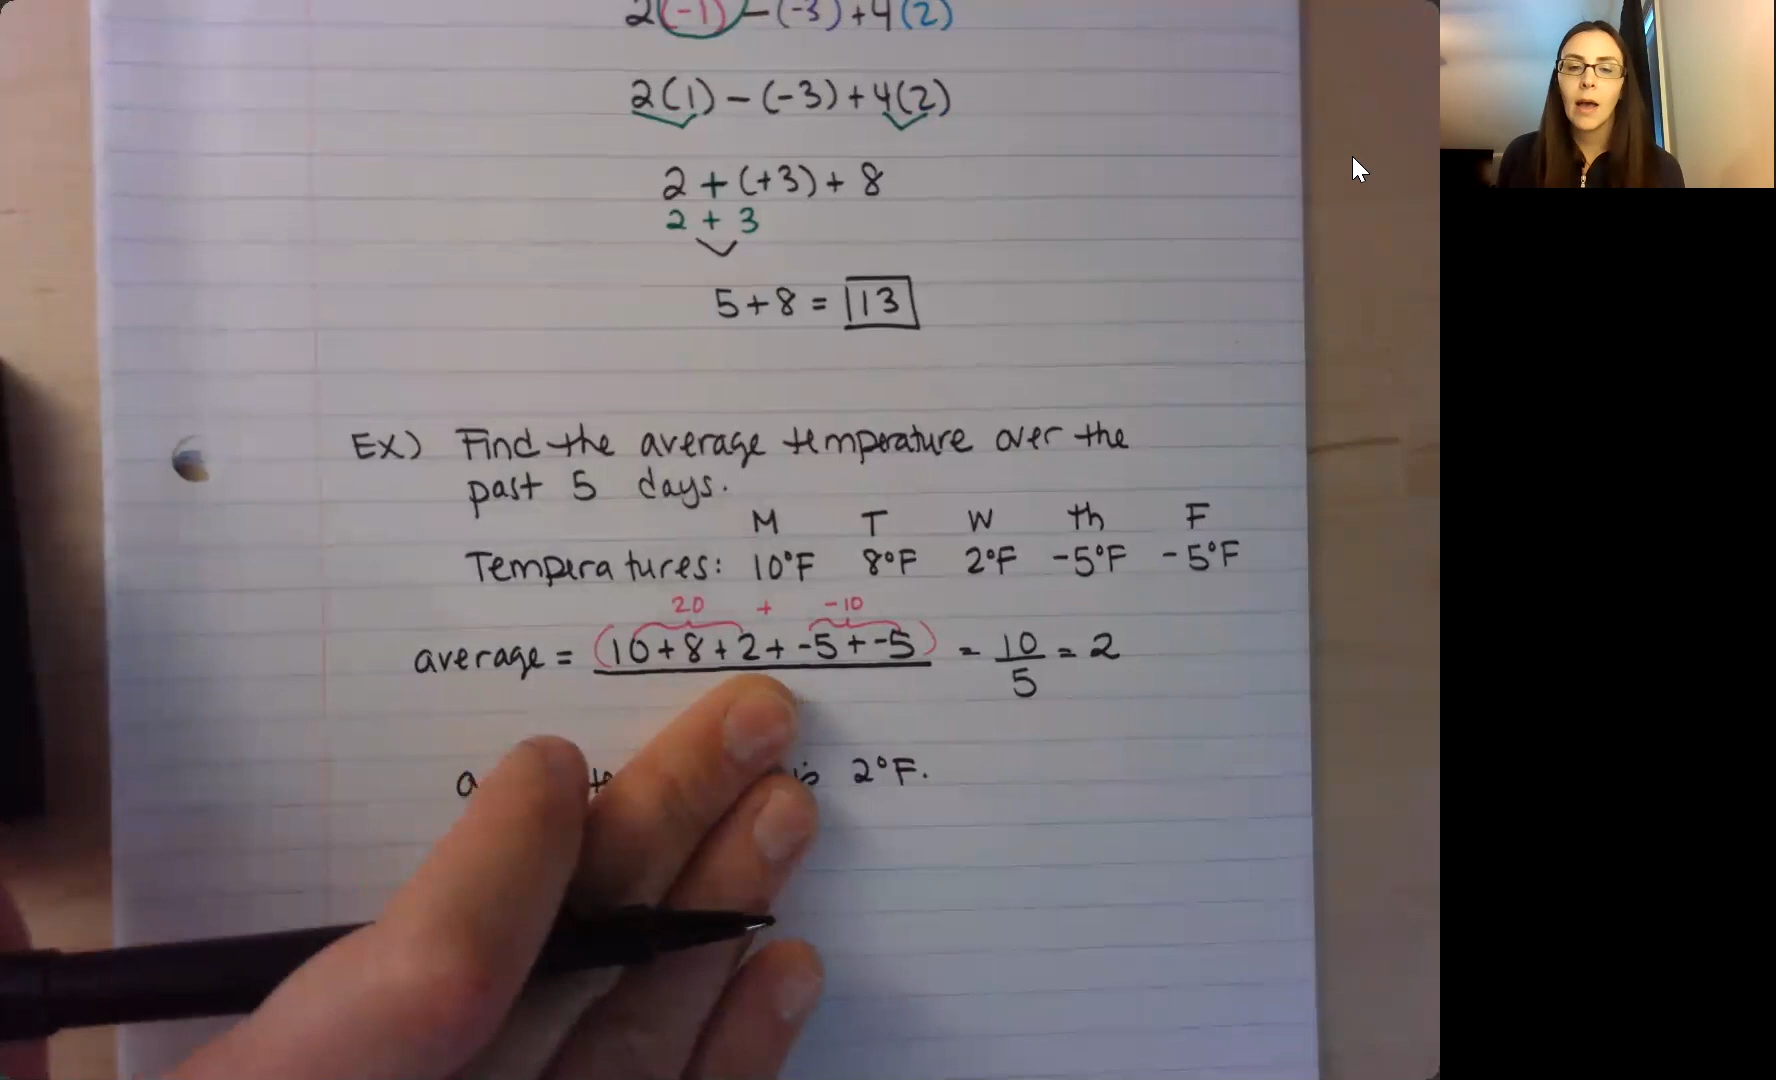 2(-1) - (-3) + 4(2)
2(1) - (-3) + 4(2)
2 + (+3) + 8
2 + 3
5 + 8 = 13
Ex) Find the average temperature over the
past 5 days.
M T W th F
Temperatures: 10°F 8°F 2°F -5°F -5°F
20 + -10
average = (10 + 8 + 2 + -5 + -5) = 10/5 = 2
is 2°F.